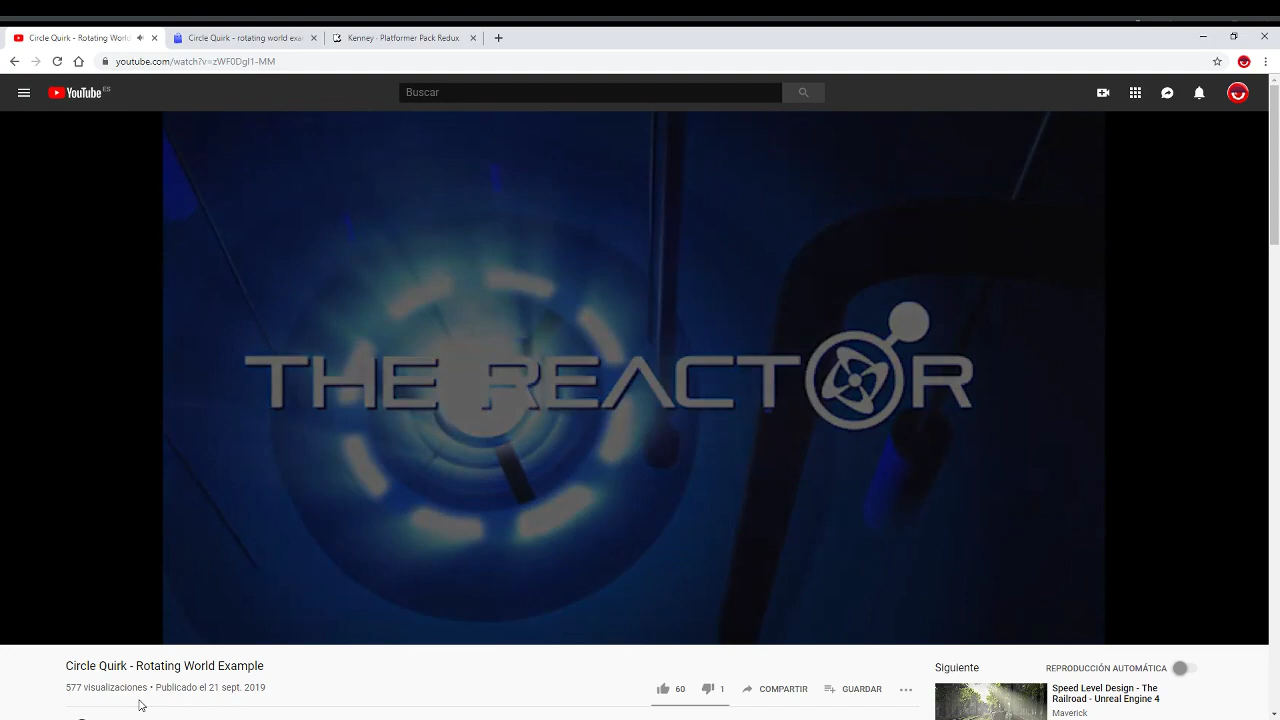 Circle Quirk - Rotating World
Circle Quirk - rotating world exa
Kenney · Platformer Pack Redux
youtube.com/watch?v=zWF0DgI1-MM
YouTube ES
Buscar
THE REACTOR
Circle Quirk - Rotating World Example
577 visualizaciones • Publicado el 21 sept. 2019
60
1
COMPARTIR
GUARDAR
Siguiente
REPRODUCCIÓN AUTOMÁTICA
Speed Level Design - The
Railroad - Unreal Engine 4
Maverick